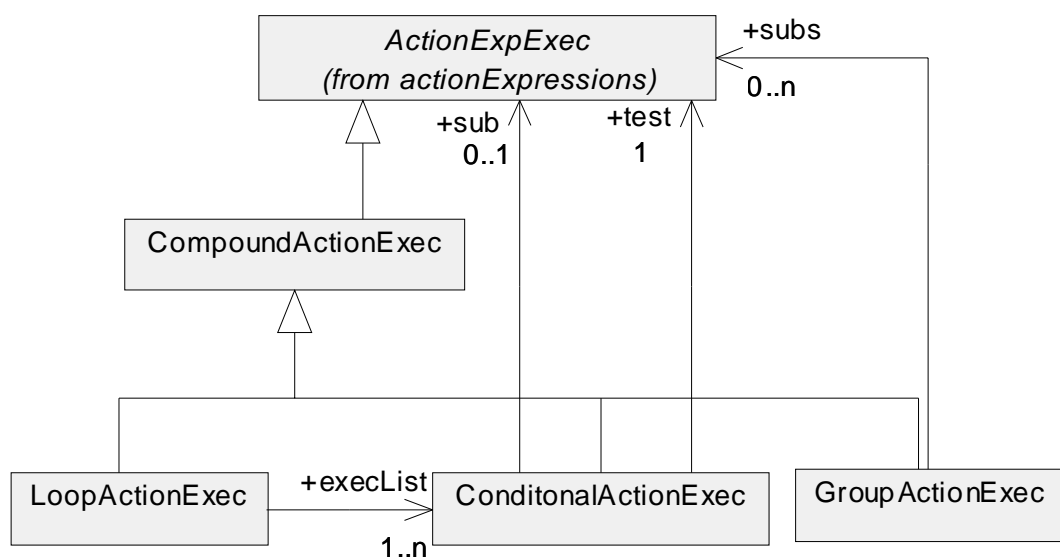 ActionExpExec
(from actionExpressions)
+subs
0..n
+sub
0..1
+test
1
CompoundActionExec
LoopActionExec
+execList
1..n
ConditonalActionExec
GroupActionExec